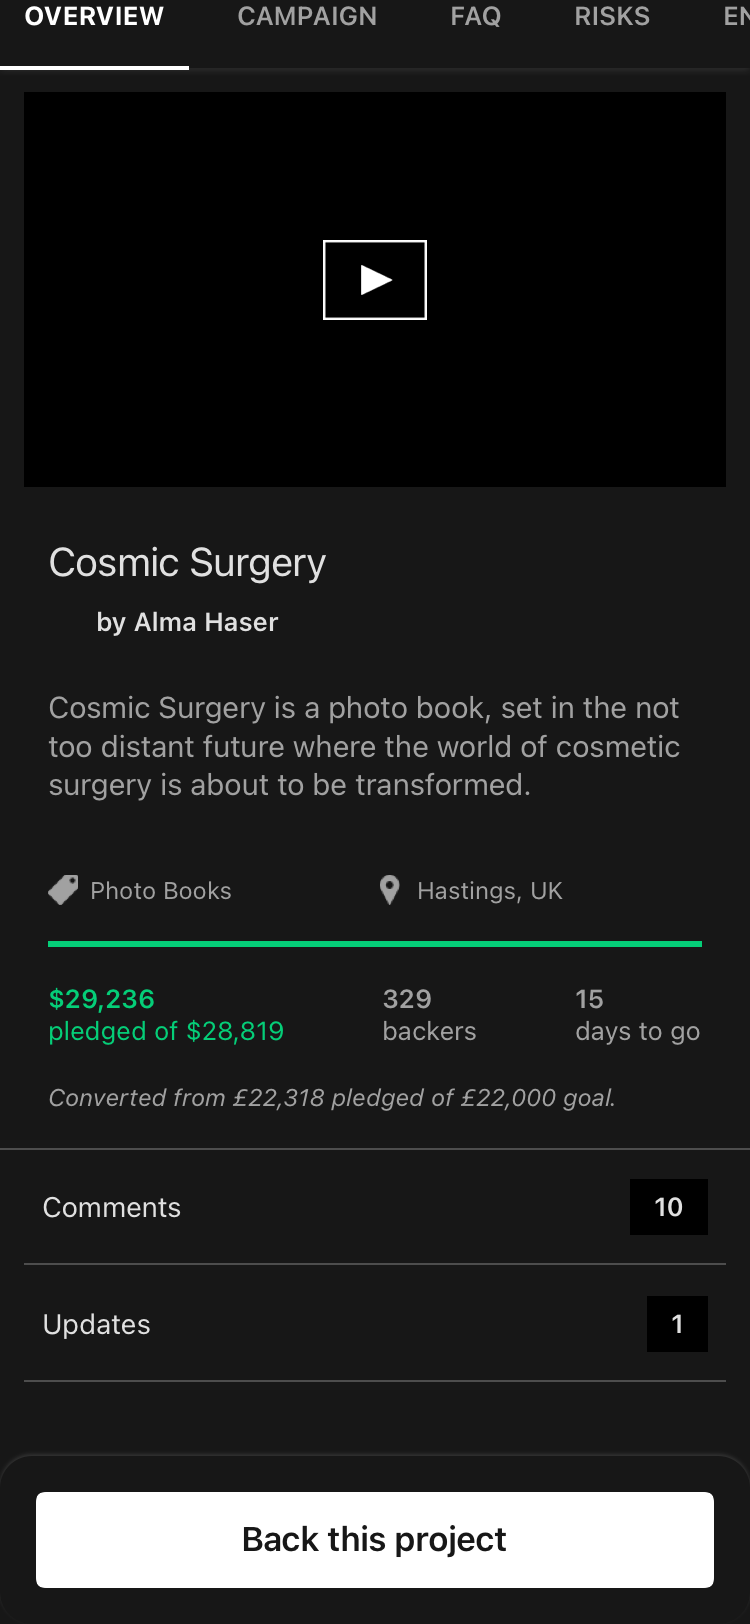 OVERVIEW CAMPAIGN FAQ RISKS EN
Cosmic Surgery
by Alma Haser
Cosmic Surgery is a photo book, set in the not
too distant future where the world of cosmetic
surgery is about to be transformed.
Photo Books Hastings, UK
$29,236 329 15
pledged of $28,819 backers days to go
Converted from £22,318 pledged of £22,000 goal.
Comments 10
Updates 1
Back this project